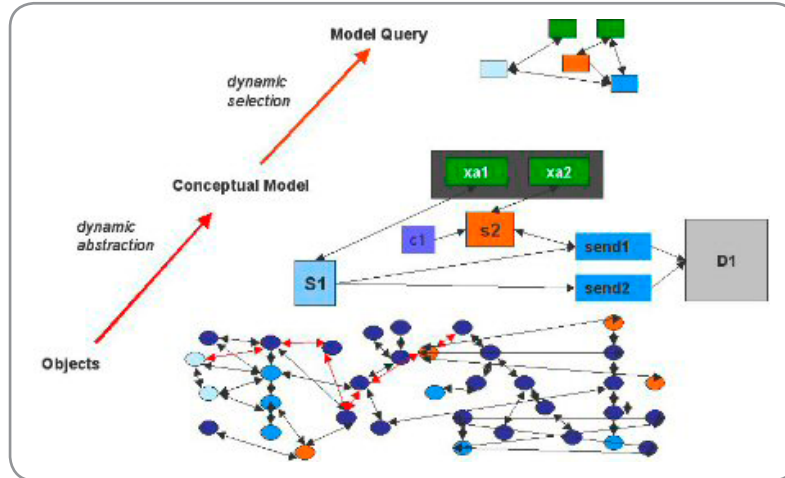 Model Query
dynamic
selection
xa1 xa2
Conceptual Model
dynamic
abstraction
c1
s2
send1
D1
S1
send2
Objects